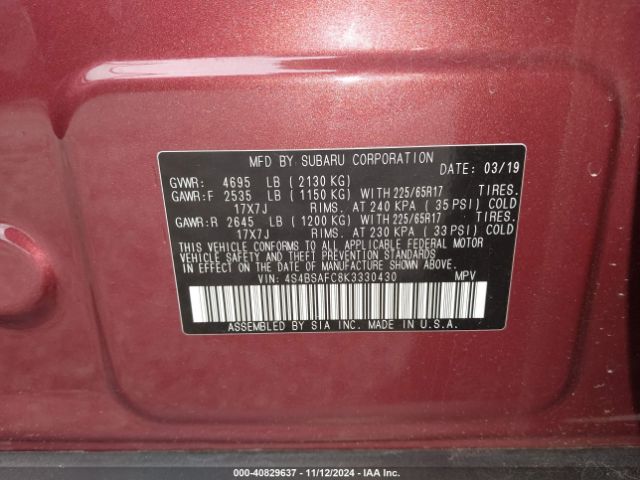 MFD BY SUBARU CORPORATION
DATE: 03/19
GVWR: 4695 LB ( 2130 KG)
GAWR:F 2535 LB ( 1150 KG) WITH 225/65R17 TIRES.
17X7J RIMS. AT 240 KPA ( 35 PSI) COLD
GAWR:R 2645 LB ( 1200 KG) WITH 225/65R17 TIRES.
17X7J RIMS. AT 230 KPA ( 33 PSI) COLD
THIS VEHICLE CONFORMS TO ALL APPLICABLE FEDERAL MOTOR
VEHICLE SAFETY AND THEFT PREVENTION STANDARDS
IN EFFECT ON THE DATE OF MANUFACTURE SHOWN ABOVE.
VIN: 4S4BSAFC8K3330430 MPV
ASSEMBLED BY SIA INC. MADE IN U.S.A.
000-40829637 - 11/12/2024 - IAA Inc.